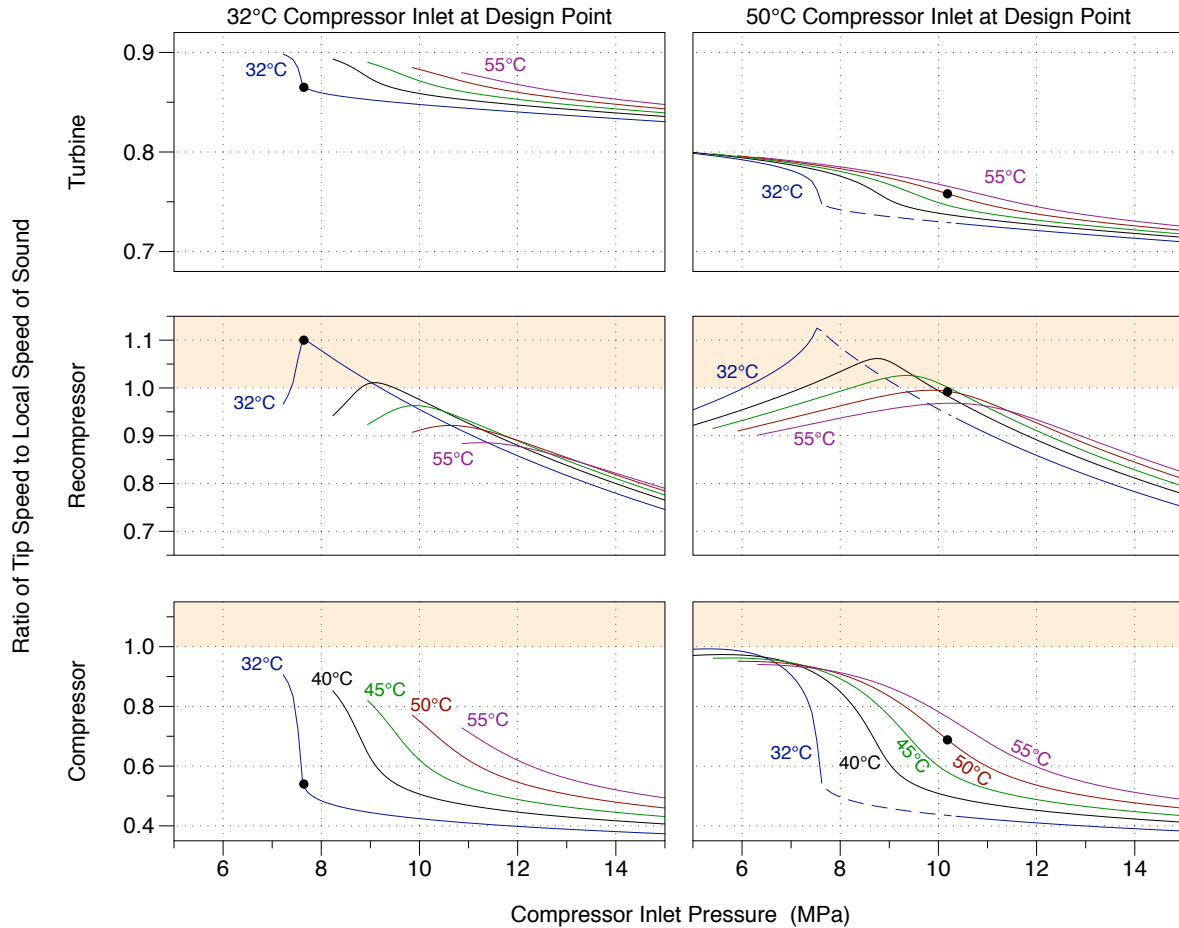 32°C Compressor Inlet at Design Point
50°C Compressor Inlet at Design Point
Ratio of Tip Speed to Local Speed of Sound
Turbine
0.9
0.8
0.7
32°C
55°C
32°C
55°C
Recompressor
1.1
1.0
0.9
0.8
0.7
32°C
55°C
32°C
55°C
Compressor
1.0
0.8
0.6
0.4
32°C
40°C
45°C
50°C
55°C
32°C
40°C
45°C
50°C
55°C
6 8 10 12 14
6 8 10 12 14
Compressor Inlet Pressure (MPa)